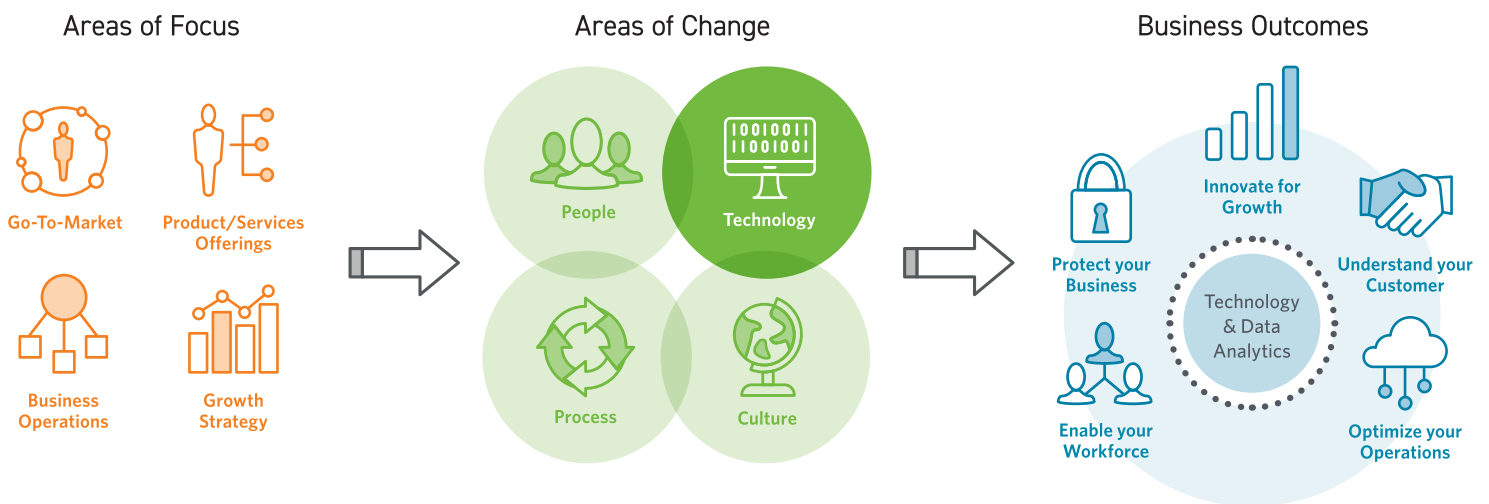 Areas of Focus
Go-To-Market
Product/Services
Offerings
Business
Operations
Growth
Strategy
Areas of Change
People
10010011
11001001
Technology
Process
Culture
Business Outcomes
Innovate for
Growth
Protect your
Business
Understand your
Customer
Technology
& Data
Analytics
Enable your
Workforce
Optimize your
Operations